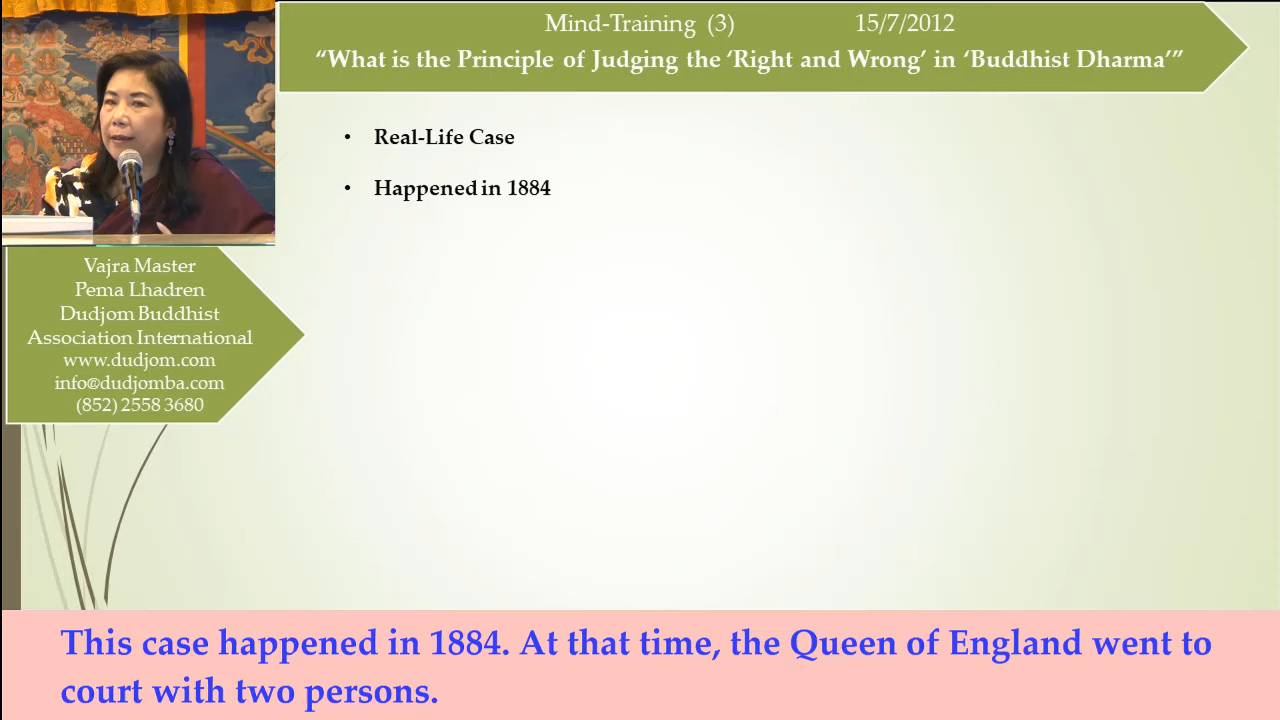 Mind-Training (3) 15/7/2012
“What is the Principle of Judging the ‘Right and Wrong’ in ‘Buddhist Dharma’”
• Real-Life Case
• Happened in 1884
Vajra Master
Pema Lhadren
Dudjom Buddhist
Association International
www.dudjom.com
info@dudjomba.com
(852) 2558 3680
This case happened in 1884. At that time, the Queen of England went to
court with two persons.